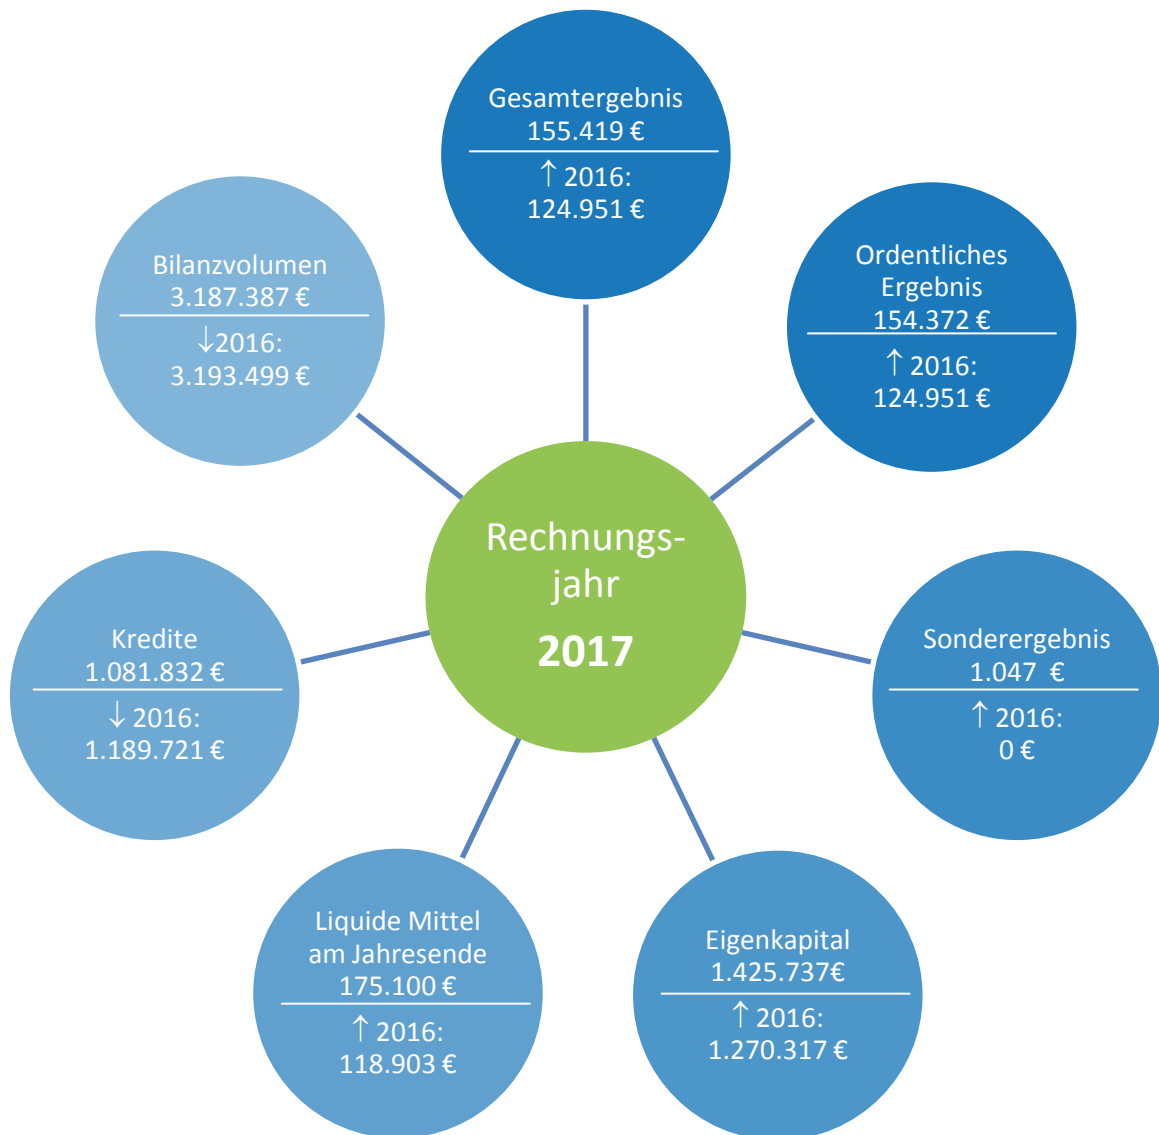 Gesamtergebnis
155.419 €
↑ 2016:
124.951 €
Ordentliches
Ergebnis
154.372 €
↑ 2016:
124.951 €
Sonderergebnis
1.047 €
↑ 2016:
0 €
Eigenkapital
1.425.737€
↑ 2016:
1.270.317 €
Liquide Mittel
am Jahresende
175.100 €
↑ 2016:
118.903 €
Kredite
1.081.832 €
↓ 2016:
1.189.721 €
Bilanzvolumen
3.187.387 €
↓2016:
3.193.499 €
Rechnungs-
jahr
2017